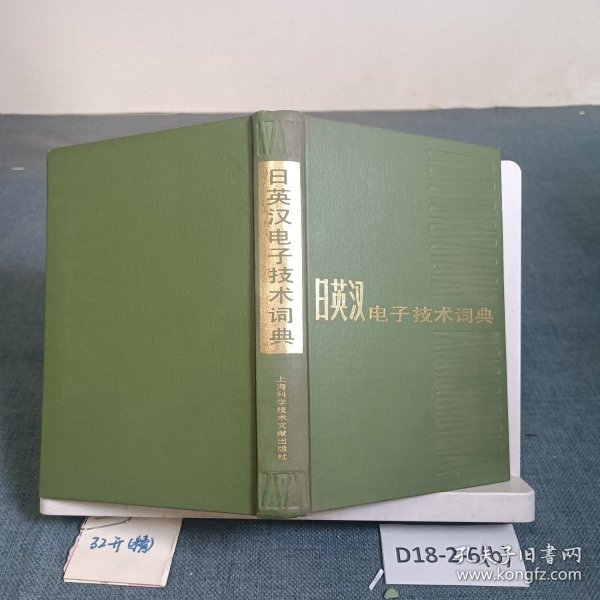 日英汉电子技术词典
上海科学技术文献出版社
日英汉电子技术词典
32开(精)
D18-2-6(6)
孔夫子旧书网
www.kongfz.com